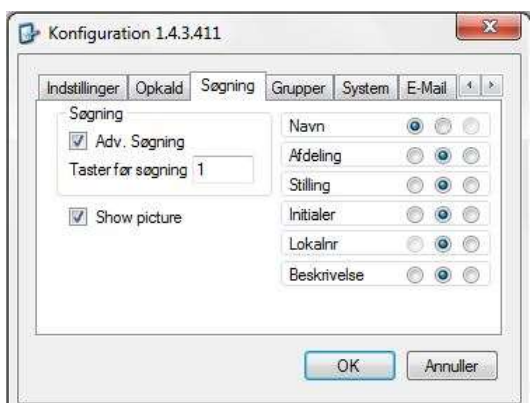 Konfiguration 1.4.3.411
Indstillinger Opkald Søgning Grupper System E-Mail
Søgning
Adv. Søgning
Taster før søgning 1
Show picture
Navn
Afdeling
Stilling
Initialer
Lokalnr
Beskrivelse
OK Annuller